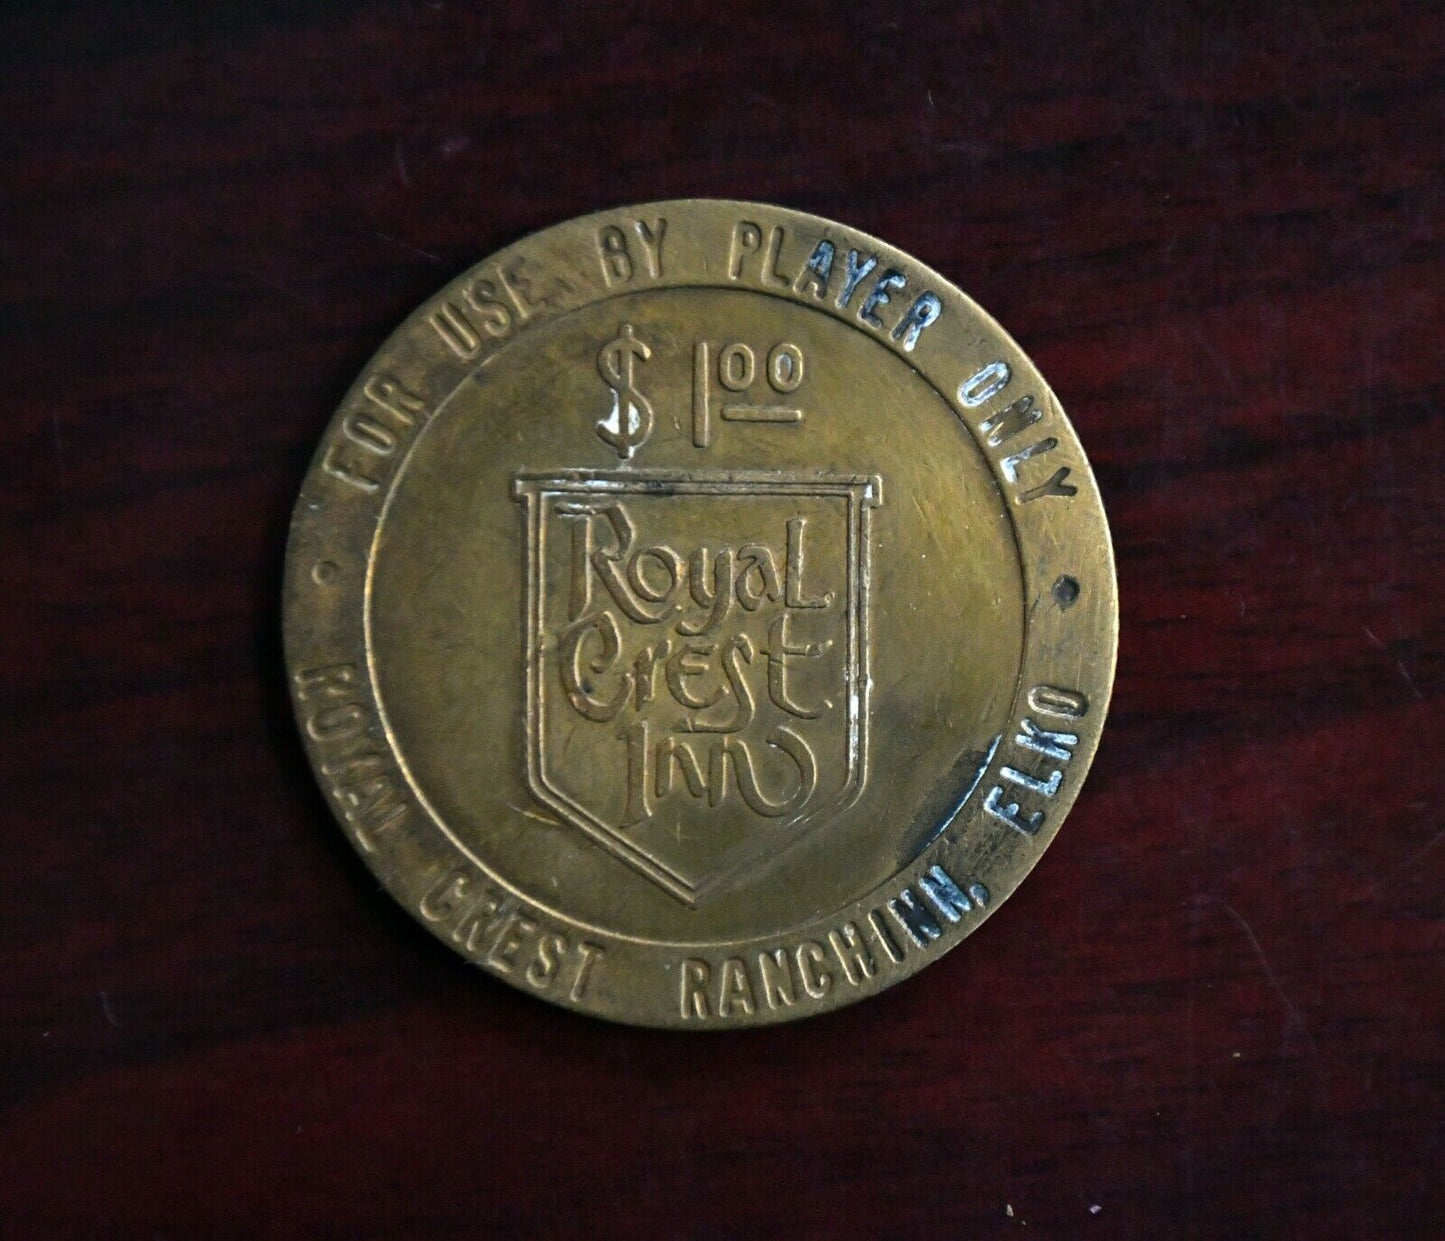 FOR USE BY PLAYER ONLY
$1.00
Royal
Crest
Inn
ROYAL CREST RANCHINN, ELKO